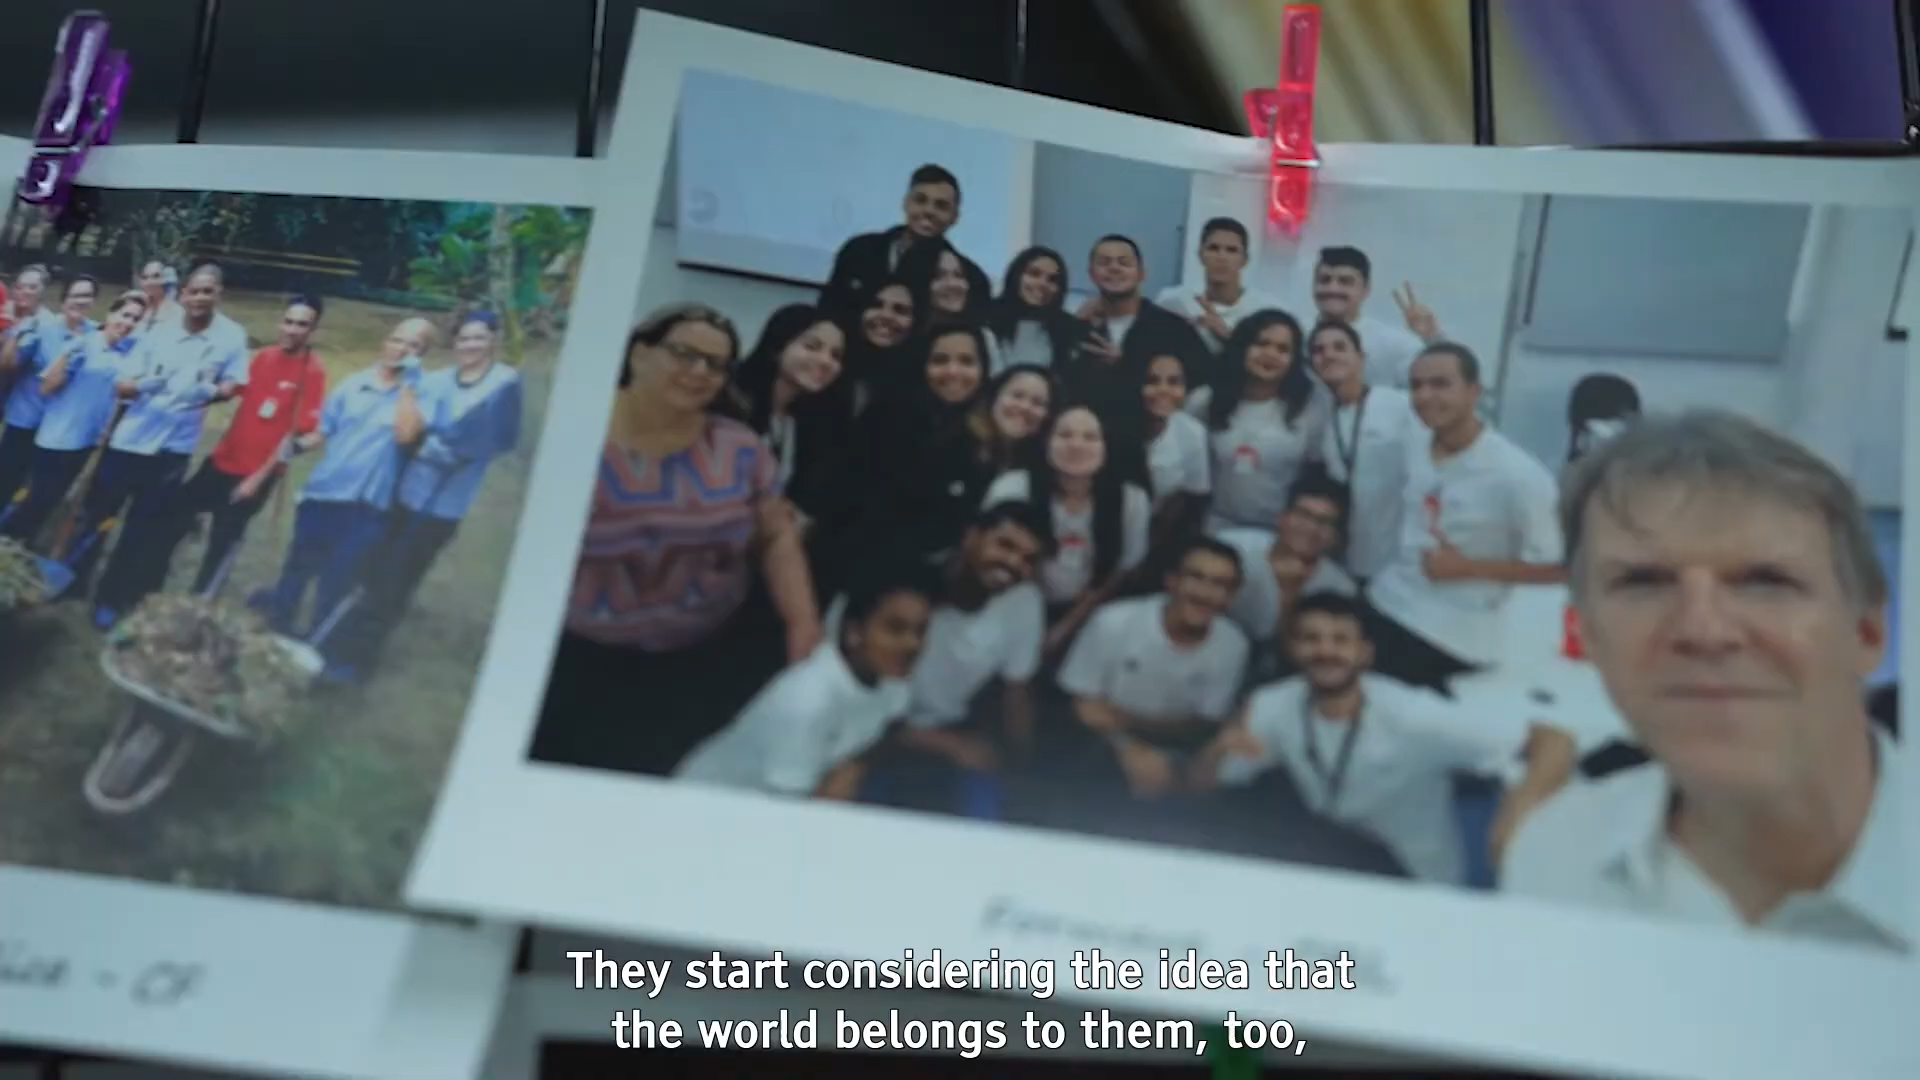 They start considering the idea that
the world belongs to them, too,